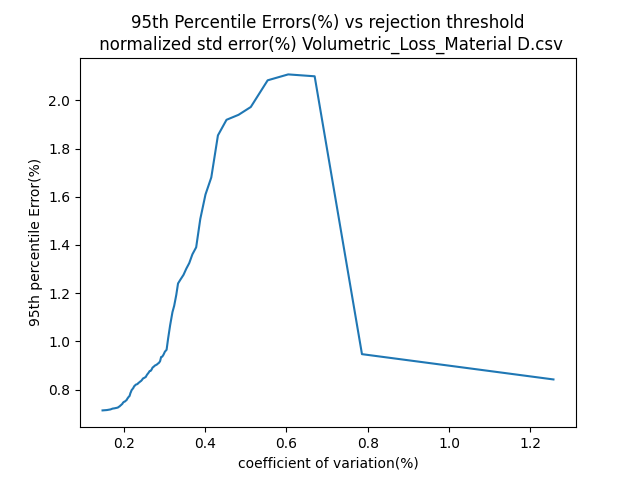 95th Percentile Errors(%) vs rejection threshold
normalized std error(%) Volumetric_Loss_Material D.csv
2.0
1.8
1.6
1.4
1.2
1.0
0.8
95th percentile Error(%)
0.2 0.4 0.6 0.8 1.0 1.2
coefficient of variation(%)